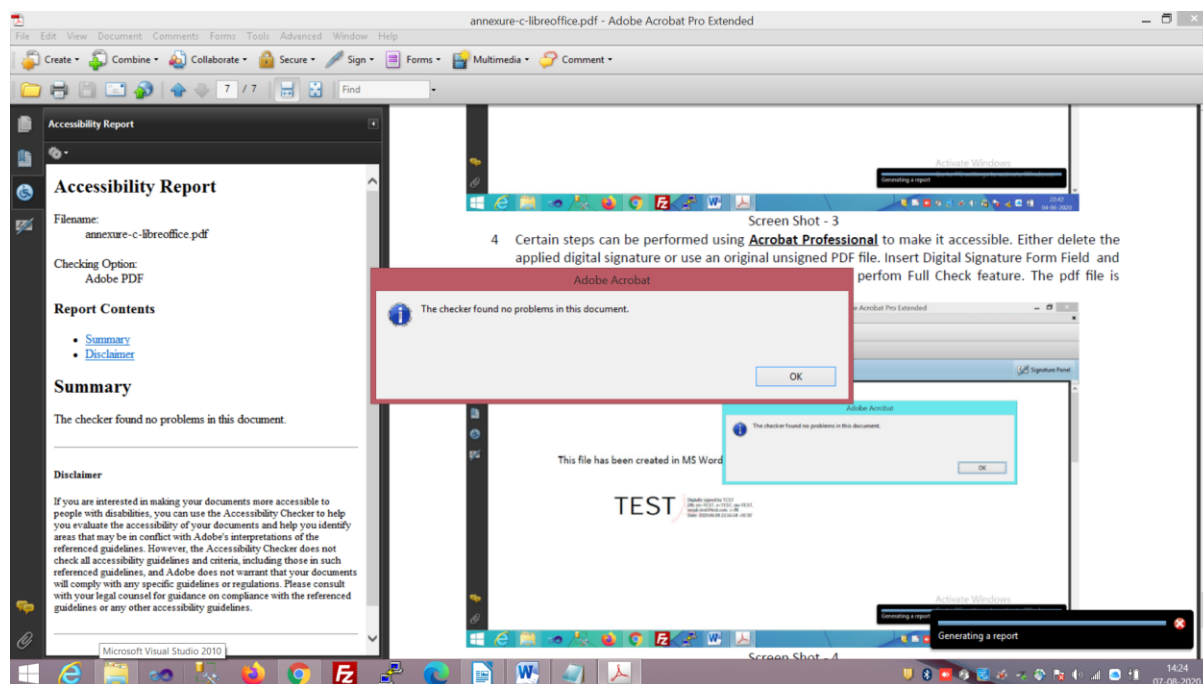 annexure-c-libreoffice.pdf - Adobe Acrobat Pro Extended
File Edit View Document Comments Forms Tools Advanced Window Help
Create Combine Collaborate Secure Sign Forms Multimedia Comment
7 / 7 Find
Accessibility Report
Accessibility Report
Filename:
annexure-c-libreoffice.pdf
Checking Option:
Adobe PDF
Report Contents
Summary
Disclaimer
Summary
The checker found no problems in this document.
Disclaimer
If you are interested in making your documents more accessible to
people with disabilities, you can use the Accessibility Checker to help
you evaluate the accessibility of your documents and help you identify
areas that may be in conflict with Adobe's interpretations of the
referenced guidelines. However, the Accessibility Checker does not
check all accessibility guidelines and criteria, including those in such
referenced guidelines, and Adobe does not warrant that your documents
will comply with any specific guidelines or regulations. Please consult
with your legal counsel for guidance on compliance with the referenced
guidelines or any other accessibility guidelines.
Microsoft Visual Studio 2010
Activate Windows
Generating a report
22:47
04-06-2020
Screen Shot - 3
4 Certain steps can be performed using Acrobat Professional to make it accessible. Either delete the
applied digital signature or use an original unsigned PDF file. Insert Digital Signature Form Field and
perfom Full Check feature. The pdf file is
Adobe Acrobat
The checker found no problems in this document.
OK
Acrobat Pro Extended
Signature Panel
Adobe Acrobat
The checker found no problems in this document.
OK
This file has been created in MS Word
TEST
Digitally signed by TEST
Activate Windows
Generating a report
Generating a report
Screen Shot - 4
14:24
07-08-2020